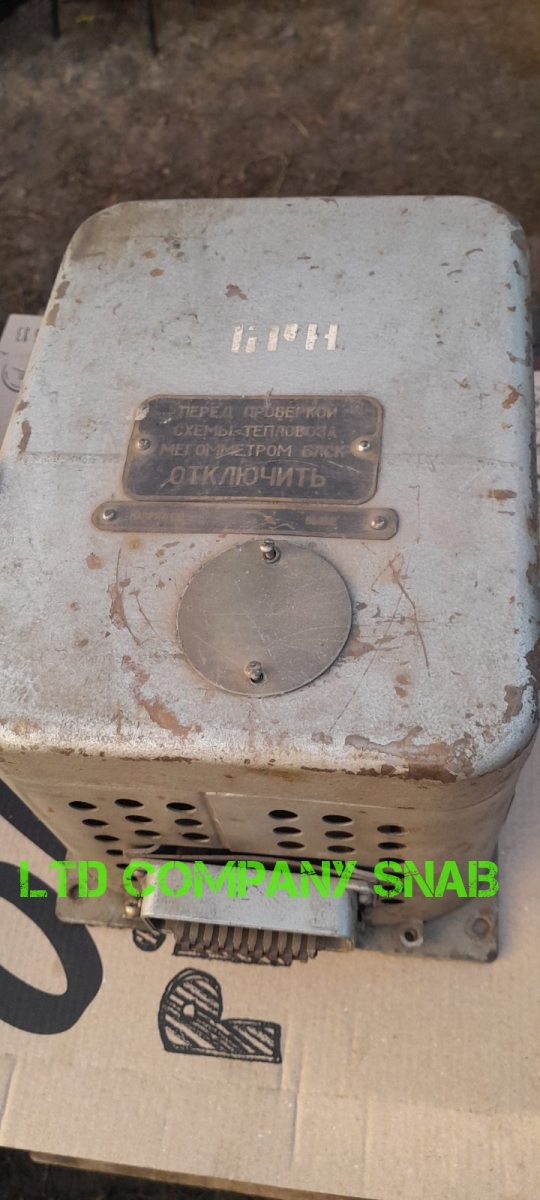 БРН
ПЕРЕД ПРОВЕРКОЙ
СХЕМЫ ТЕПЛОВОЗА
МЕГОММЕТРОМ БЛОК
ОТКЛЮЧИТЬ
LTD COMPANY SNAB